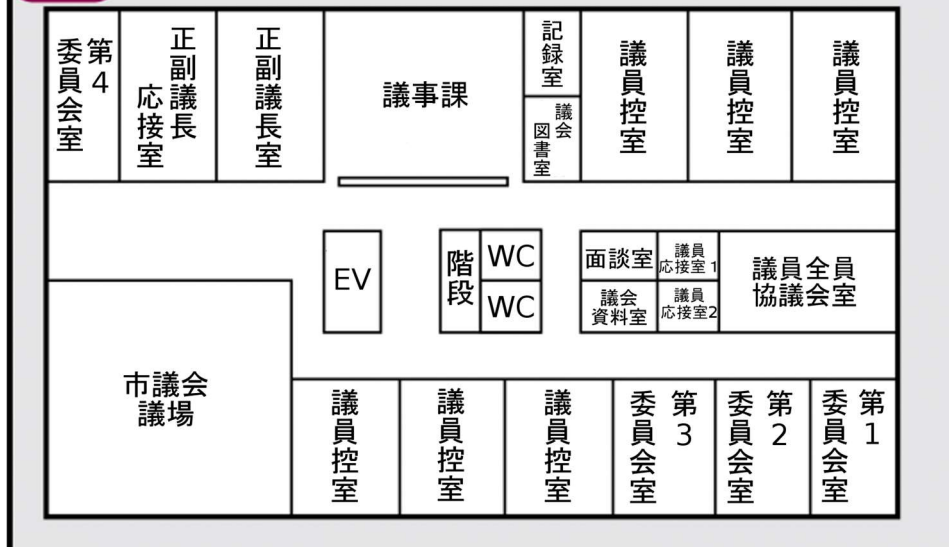 第4
委員会室
正副議長
応接室
正副議長室
議事課
記録室
議会
図書室
議員控室
議員控室
議員控室
EV
階段
WC
WC
面談室
議員
応接室1
議会
資料室
議員
応接室2
議員全員
協議会室
市議会
議場
議員控室
議員控室
議員控室
第3
委員会室
第2
委員会室
第1
委員会室